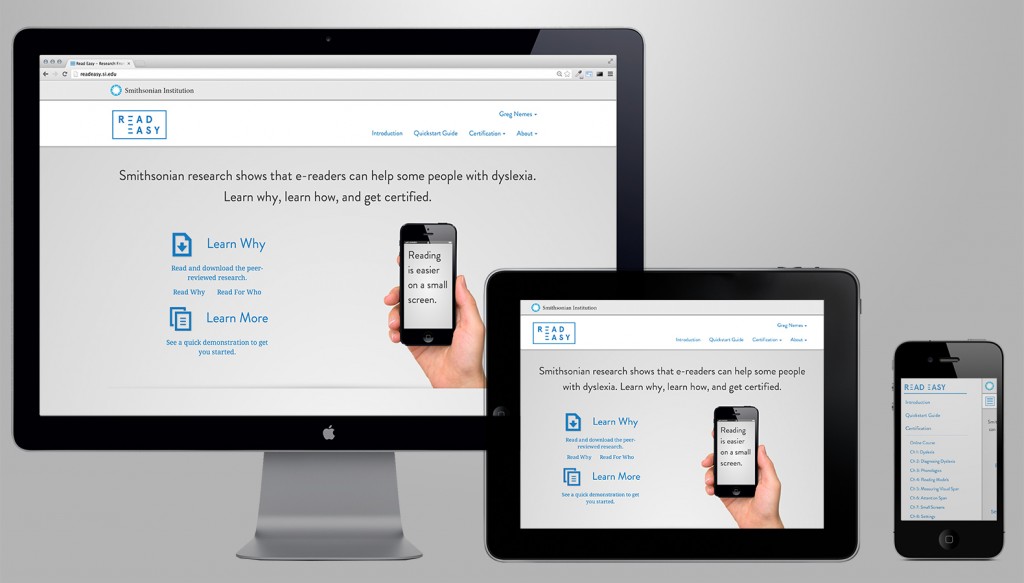 Read Easy – Research
readeasy.si.edu
Smithsonian Institution
READ
EASY
Greg Nemes
Introduction Quickstart Guide Certification About
Smithsonian research shows that e-readers can help some people with dyslexia.
Learn why, learn how, and get certified.
Learn Why
Read and download the peer-
reviewed research.
Read Why Read For Who
Learn More
See a quick demonstration to get
you started.
Reading
is easier
on a small
screen.
Smithsonian Institution
READ
EASY
Greg Nemes
Introduction Quickstart Guide Certification About
Smithsonian research shows that e-readers can help some people
with dyslexia. Learn why, learn how, and get certified.
Learn Why
Read and download the peer-
reviewed research.
Read Why Read For Who
Learn More
See a quick demonstration to get
you started.
Reading
is easier
on a small
screen.
READ EASY
Introduction
Quickstart Guide
Certification
Online Course
Ch 1: Dyslexia
Ch 2: Diagnosing Dyslexia
Ch 3: Phonologics
Ch 4: Reading Models
Ch 5: Measuring Visual Span
Ch 6: Attention Span
Ch 7: Small Screens
Ch 8: Settings